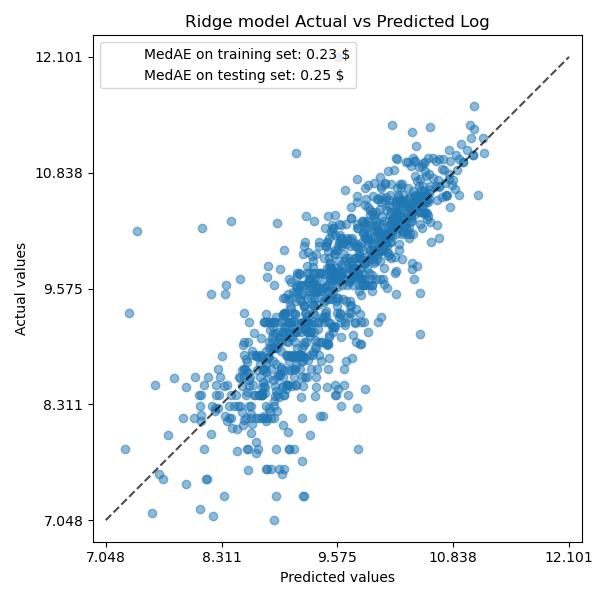 Ridge model Actual vs Predicted Log
MedAE on training set: 0.23 $
MedAE on testing set: 0.25 $
12.101
10.838
9.575
8.311
7.048
Actual values
7.048 8.311 9.575 10.838 12.101
Predicted values